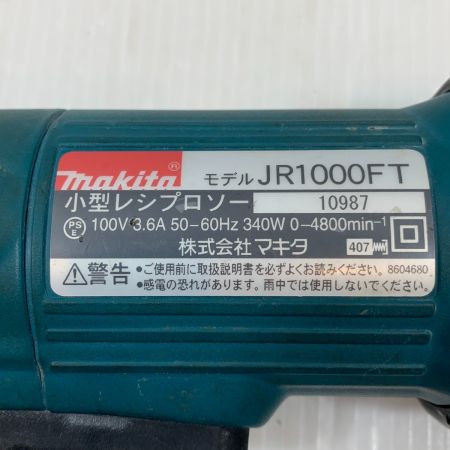 makita® モデル JR1000FT
小型レシプロソー 10987
PSE 100V 3.6A 50-60Hz 340W 0-4800min⁻¹
株式会社マキタ 407
警告 •ご使用前に取扱説明書を必ずよくお読みください。 8604680
•感電の恐れがあります。雨中では使用しないでください。